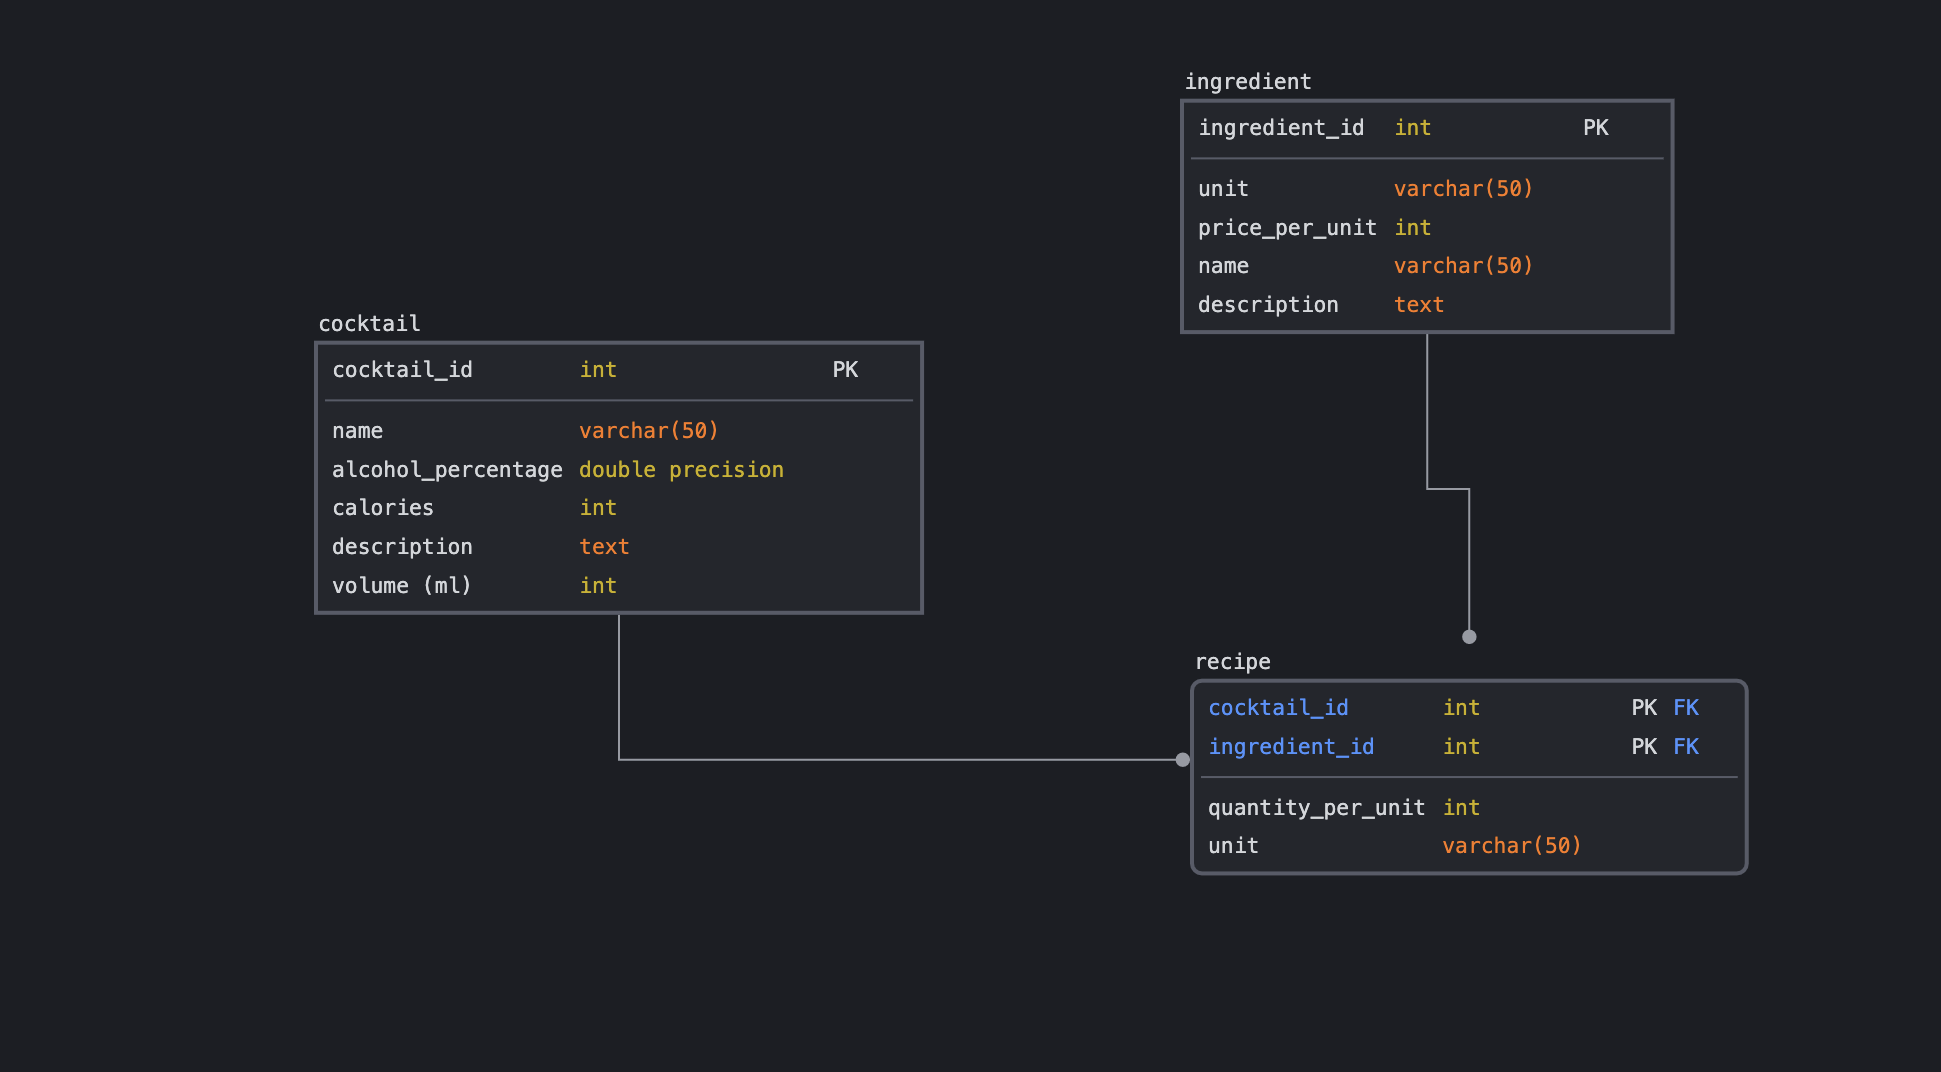 ingredient
ingredient_id int PK
unit varchar(50)
price_per_unit int
name varchar(50)
description text
cocktail
cocktail_id int PK
name varchar(50)
alcohol_percentage double precision
calories int
description text
volume (ml) int
recipe
cocktail_id int PK FK
ingredient_id int PK FK
quantity_per_unit int
unit varchar(50)